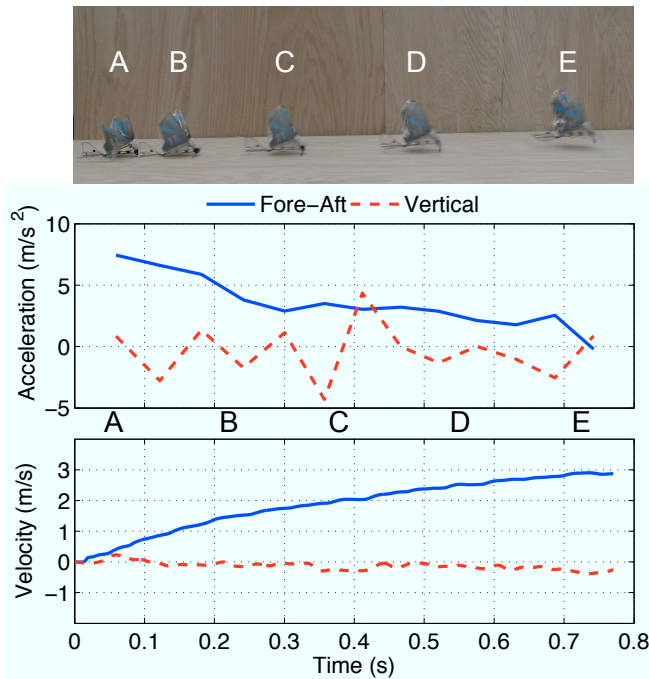 A B C D E
Fore-Aft Vertical
Acceleration (m/s²)
10
5
0
−5
A B C D E
Velocity (m/s)
3
2
1
0
−1
0 0.1 0.2 0.3 0.4 0.5 0.6 0.7 0.8
Time (s)